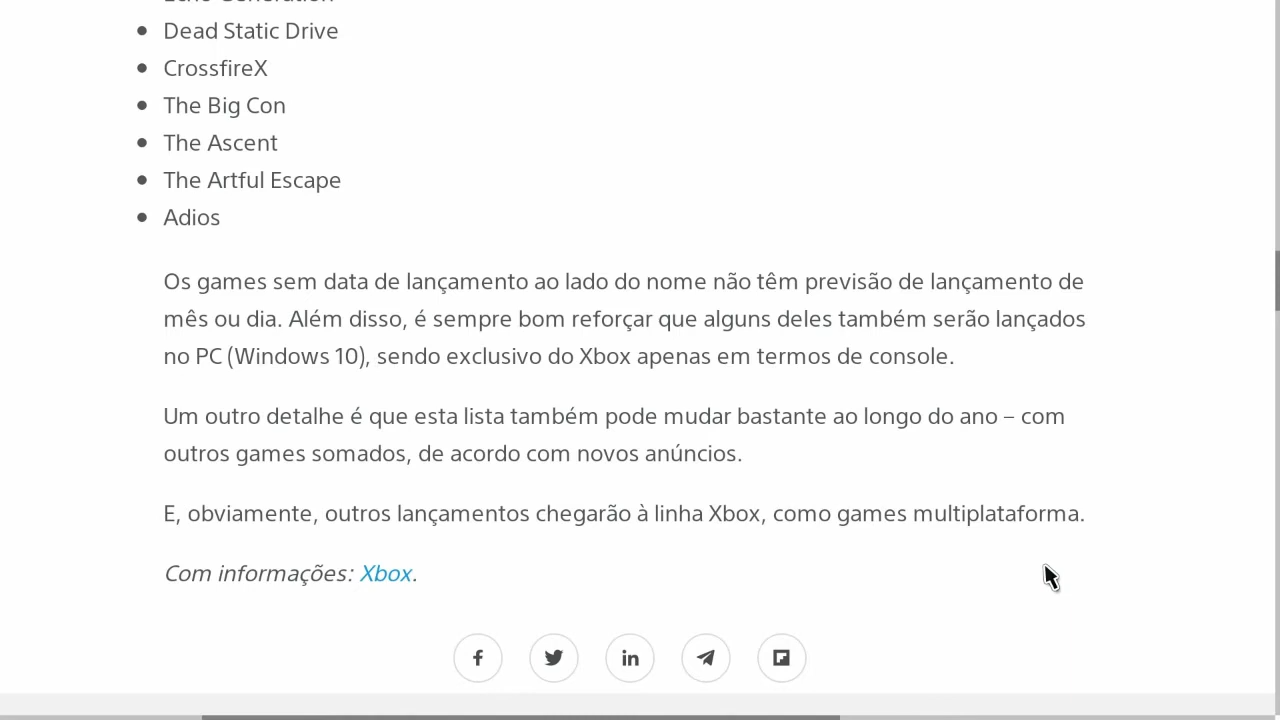 Echo Generation
Dead Static Drive
CrossfireX
The Big Con
The Ascent
The Artful Escape
Adios
Os games sem data de lançamento ao lado do nome não têm previsão de lançamento de
mês ou dia. Além disso, é sempre bom reforçar que alguns deles também serão lançados
no PC (Windows 10), sendo exclusivo do Xbox apenas em termos de console.
Um outro detalhe é que esta lista também pode mudar bastante ao longo do ano – com
outros games somados, de acordo com novos anúncios.
E, obviamente, outros lançamentos chegarão à linha Xbox, como games multiplataforma.
Com informações: Xbox.